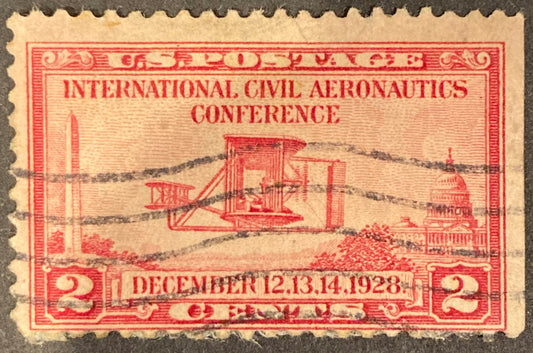 U.S. POSTAGE
INTERNATIONAL CIVIL AERONAUTICS
CONFERENCE
2 DECEMBER 12.13.14.1928 2
CENTS